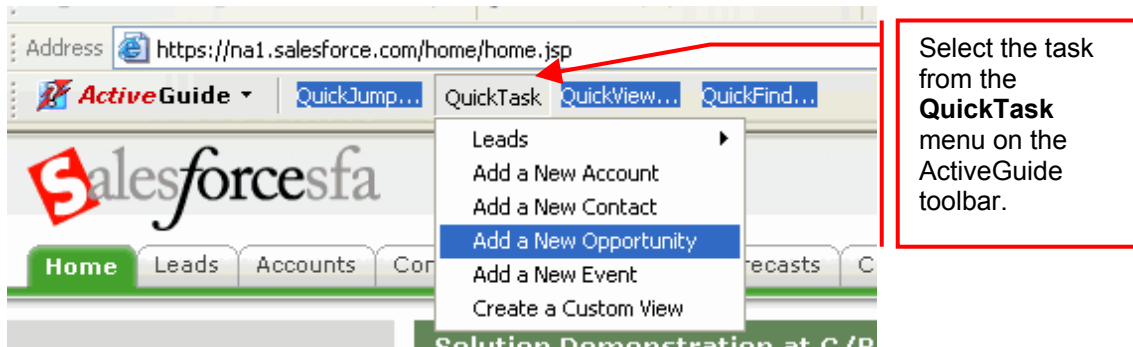 Address https://na1.salesforce.com/home/home.jsp
ActiveGuide QuickJump... QuickTask QuickView... QuickFind...
Leads
Add a New Account
Add a New Contact
Add a New Opportunity
Add a New Event
Create a Custom View
Salesforcesfa
Home Leads Accounts Con ecasts C
Solution Demonstration at C/P
Select the task
from the
QuickTask
menu on the
ActiveGuide
toolbar.